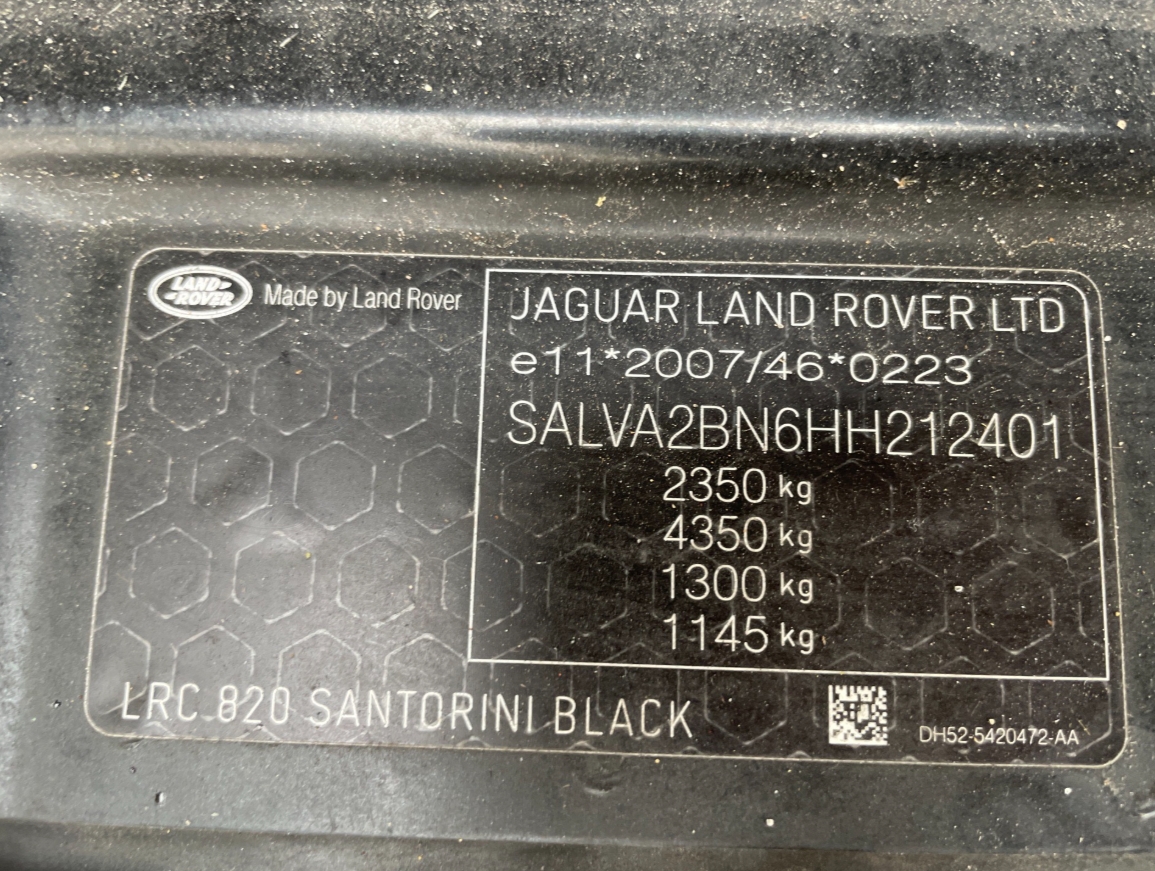 LAND ROVER
Made by Land Rover
JAGUAR LAND ROVER LTD
e11*2007/46*0223
SALVA2BN6HH212401
2350 kg
4350 kg
1300 kg
1145 kg
LRC 820 SANTORINI BLACK
DH52-5420472-AA